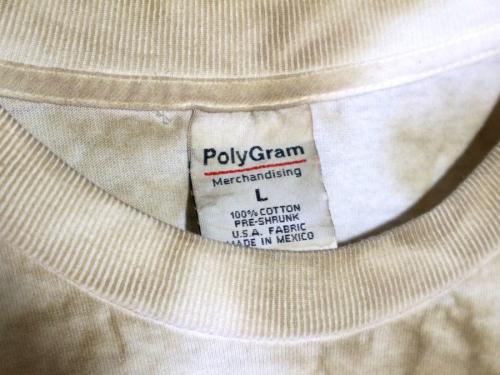 PolyGram
Merchandising
L
100% COTTON
PRE-SHRUNK
U.S.A. FABRIC
MADE IN MEXICO